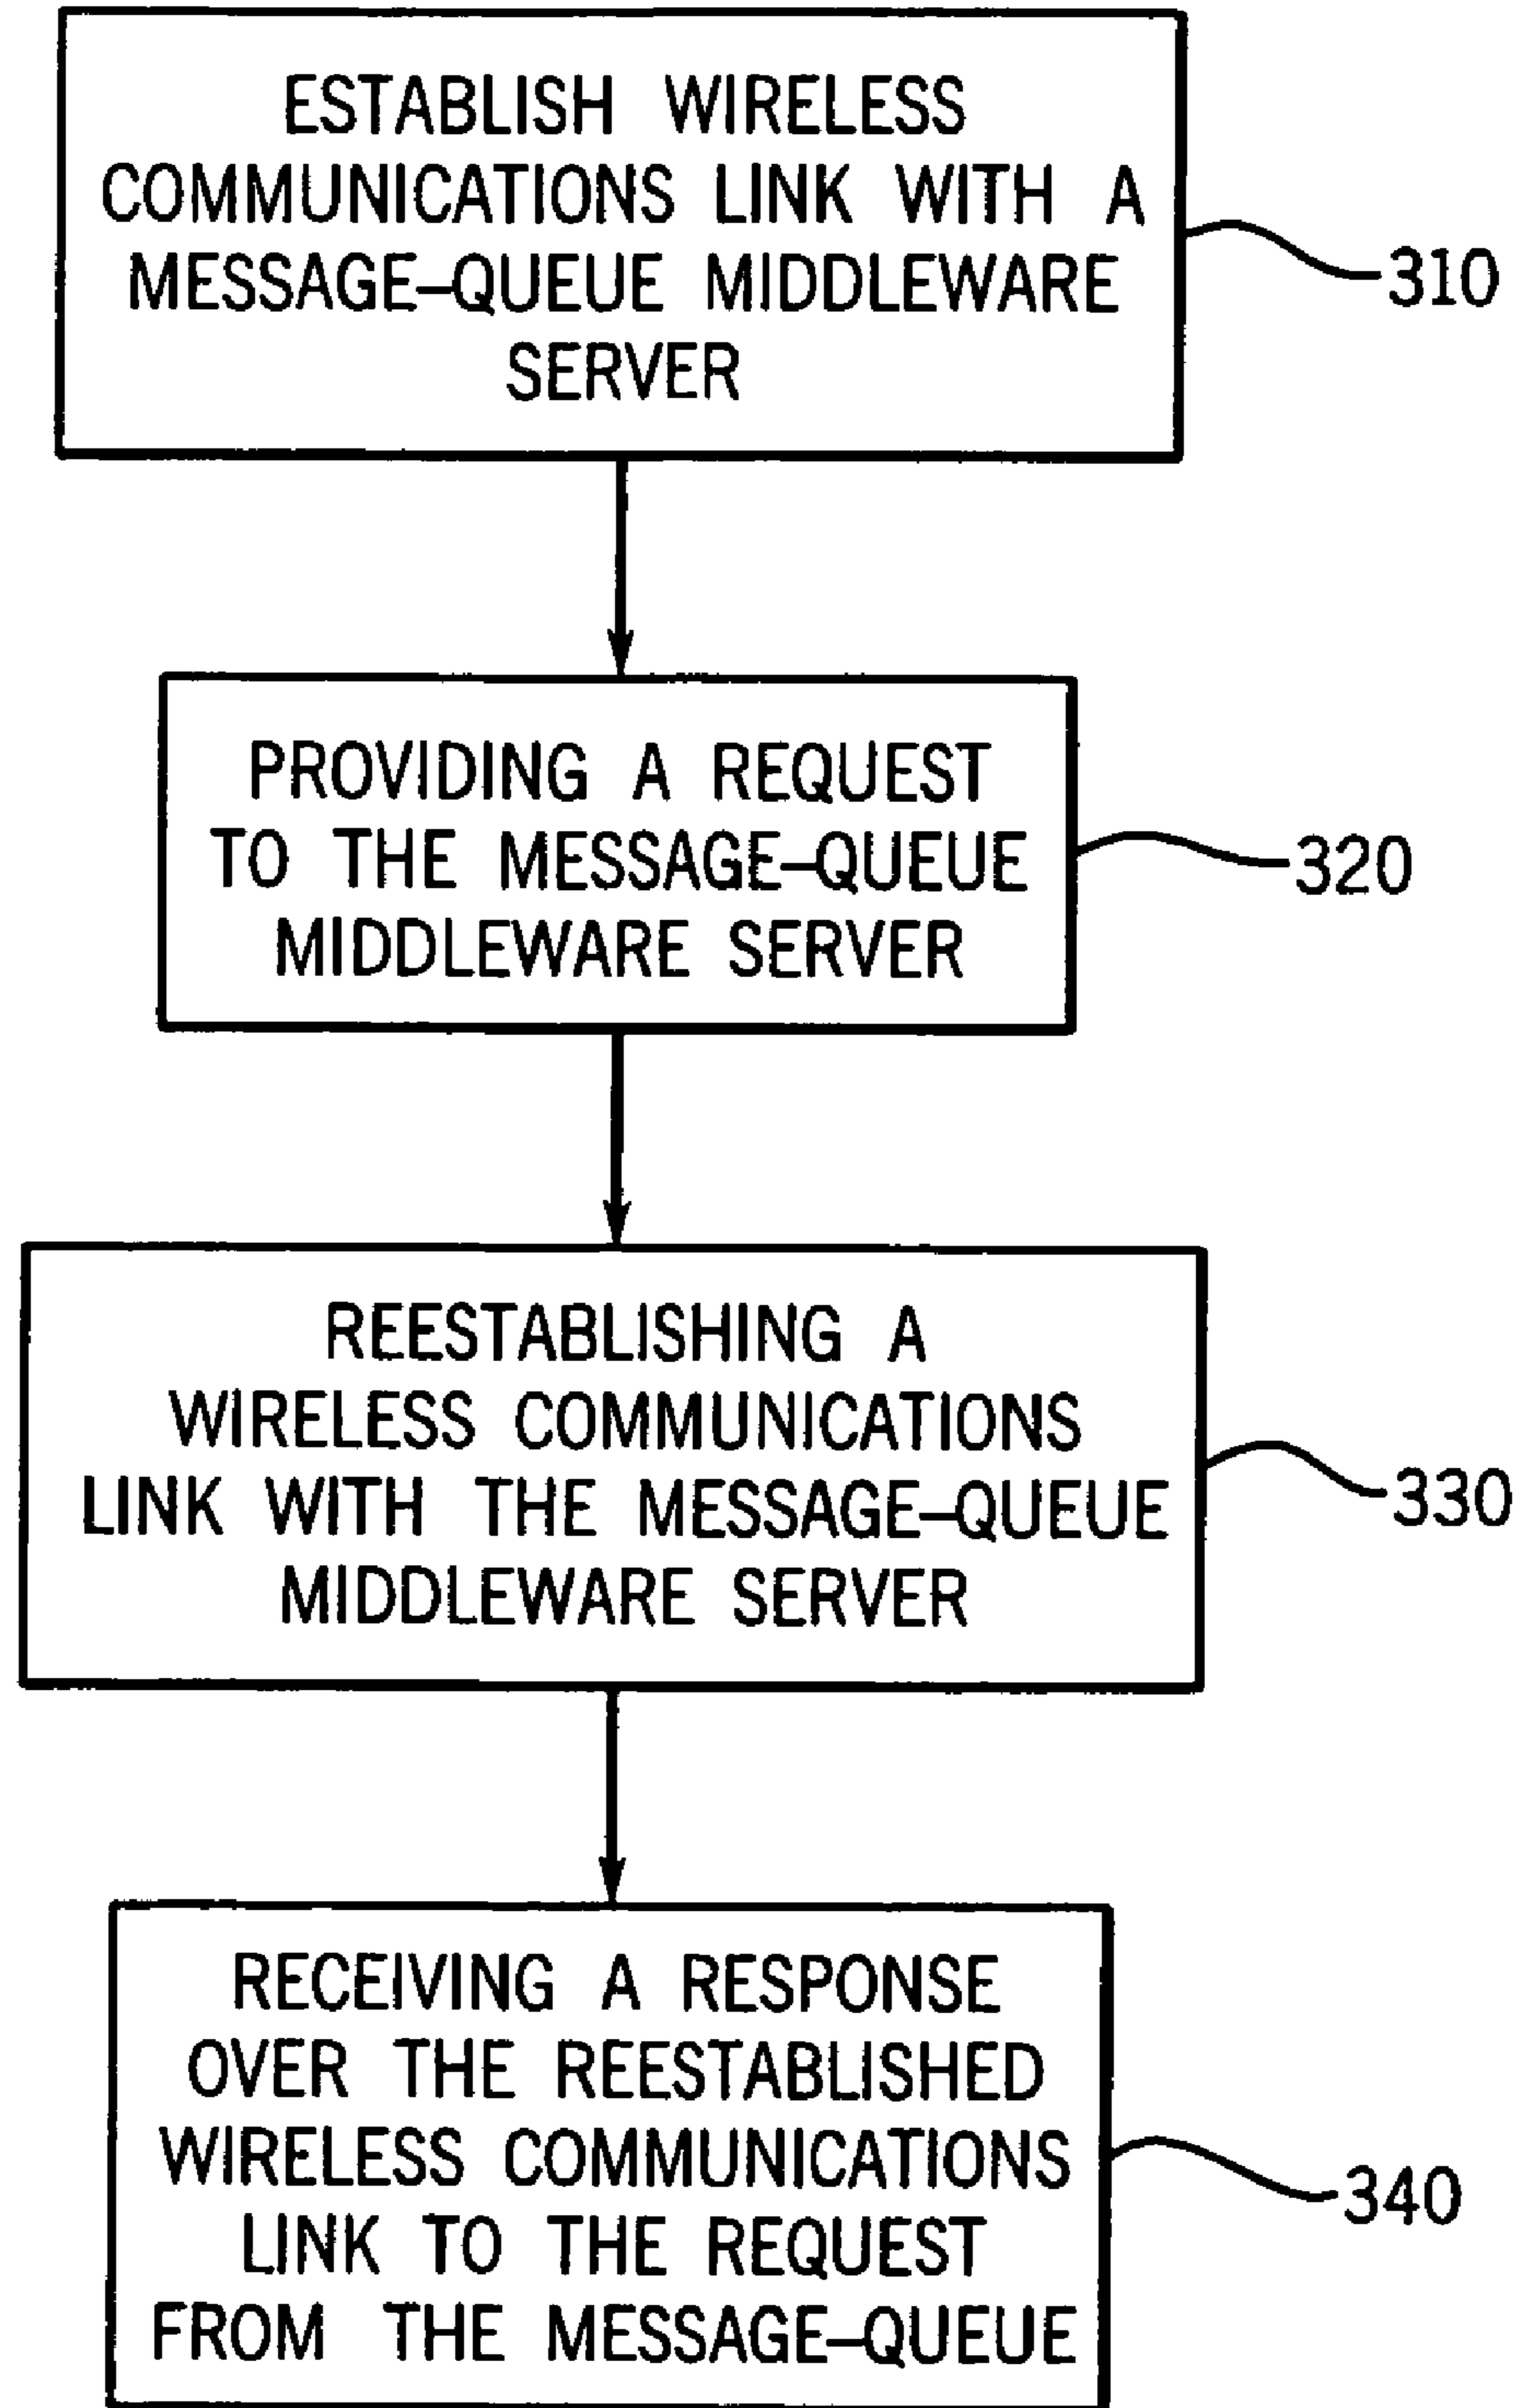 ESTABLISH WIRELESS
COMMUNICATIONS LINK WITH A
MESSAGE-QUEUE MIDDLEWARE
SERVER
310
PROVIDING A REQUEST
TO THE MESSAGE-QUEUE
MIDDLEWARE SERVER
320
REESTABLISHING A
WIRELESS COMMUNICATIONS
LINK WITH THE MESSAGE-QUEUE
MIDDLEWARE SERVER
330
RECEIVING A RESPONSE
OVER THE REESTABLISHED
WIRELESS COMMUNICATIONS
LINK TO THE REQUEST
FROM THE MESSAGE-QUEUE
340